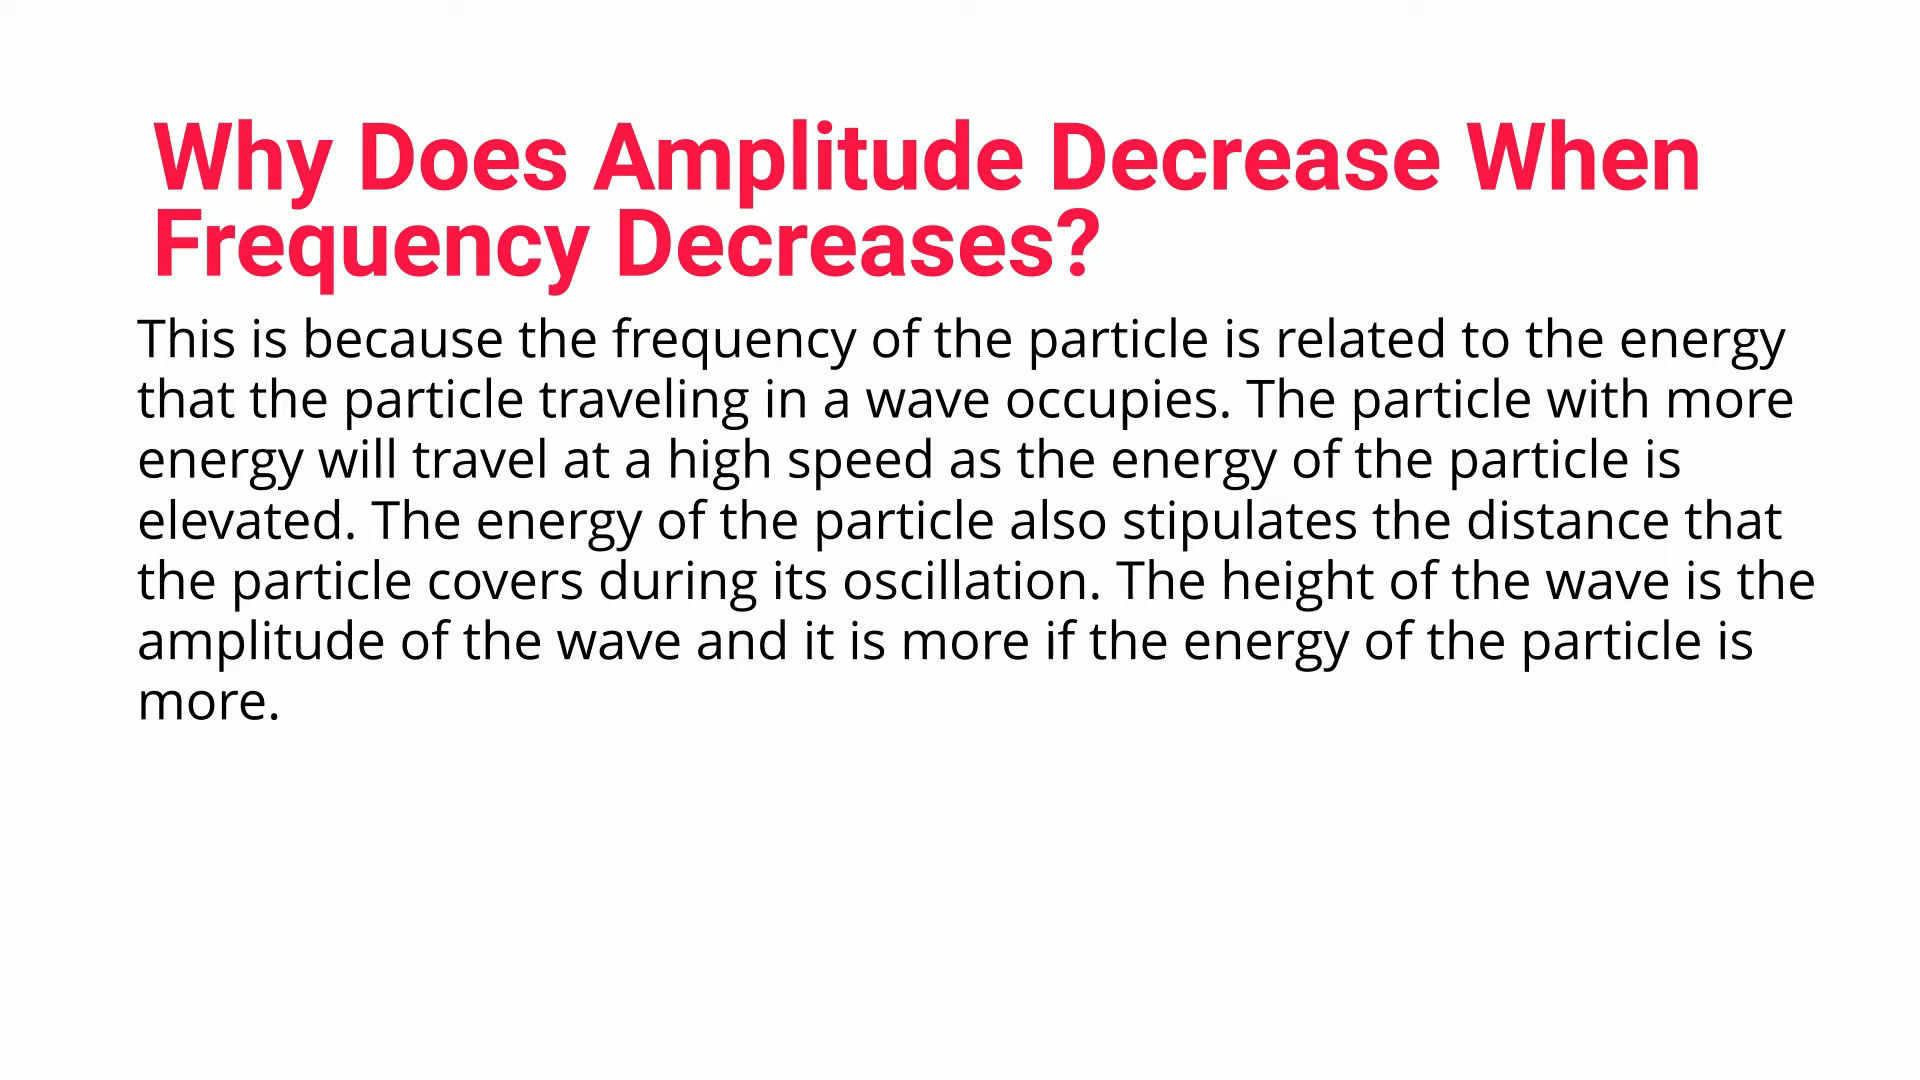 Why Does Amplitude Decrease When
Frequency Decreases?
This is because the frequency of the particle is related to the energy
that the particle traveling in a wave occupies. The particle with more
energy will travel at a high speed as the energy of the particle is
elevated. The energy of the particle also stipulates the distance that
the particle covers during its oscillation. The height of the wave is the
amplitude of the wave and it is more if the energy of the particle is
more.